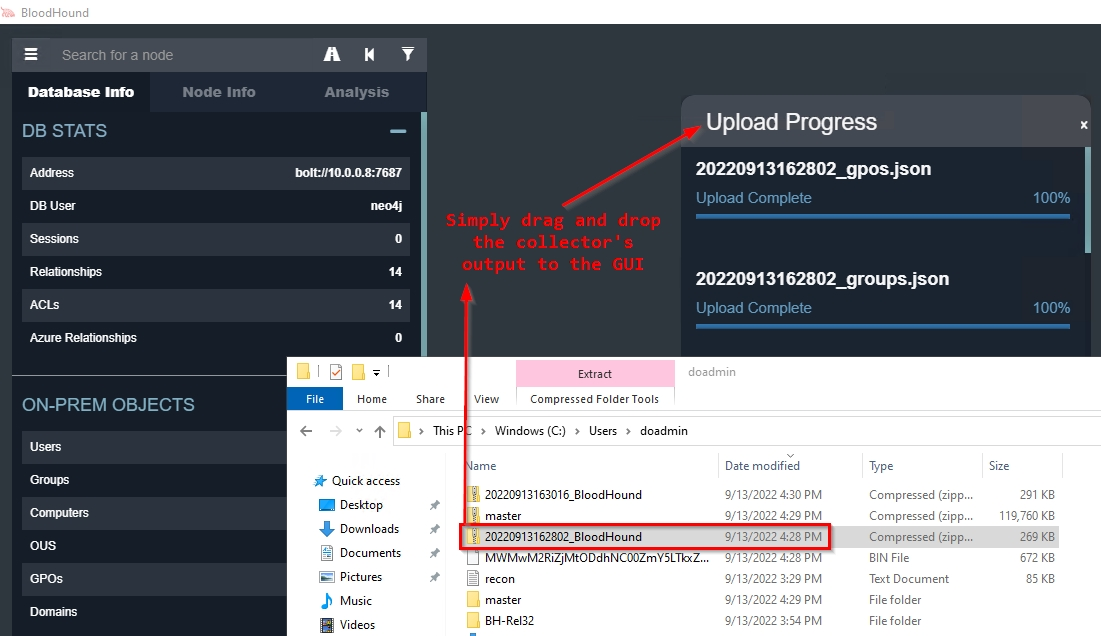 BloodHound
Search for a node
Database Info Node Info Analysis
DB STATS
Address bolt://10.0.0.8:7687
DB User neo4j
Sessions 0
Relationships 14
ACLs 14
Azure Relationships 0
ON-PREM OBJECTS
Users
Groups
Computers
OUS
GPOs
Domains
Upload Progress
x
20220913162802_gpos.json
Upload Complete 100%
20220913162802_groups.json
Upload Complete 100%
Simply drag and drop
the collector's
output to the GUI
Extract doadmin
File Home Share View Compressed Folder Tools
This PC > Windows (C:) > Users > doadmin
Quick access
Desktop
Downloads
Documents
Pictures
Music
Videos
Name Date modified Type Size
20220913163016_BloodHound 9/13/2022 4:30 PM Compressed (zipp... 291 KB
master 9/13/2022 4:29 PM Compressed (zipp... 119,760 KB
20220913162802_BloodHound 9/13/2022 4:28 PM Compressed (zipp... 269 KB
MWMwM2RiZjMtODdhNC00ZmY5LTkxZ... 9/13/2022 4:28 PM BIN File 672 KB
recon 9/13/2022 3:29 PM Text Document 85 KB
master 9/13/2022 4:29 PM File folder
BH-Rel32 9/13/2022 3:54 PM File folder